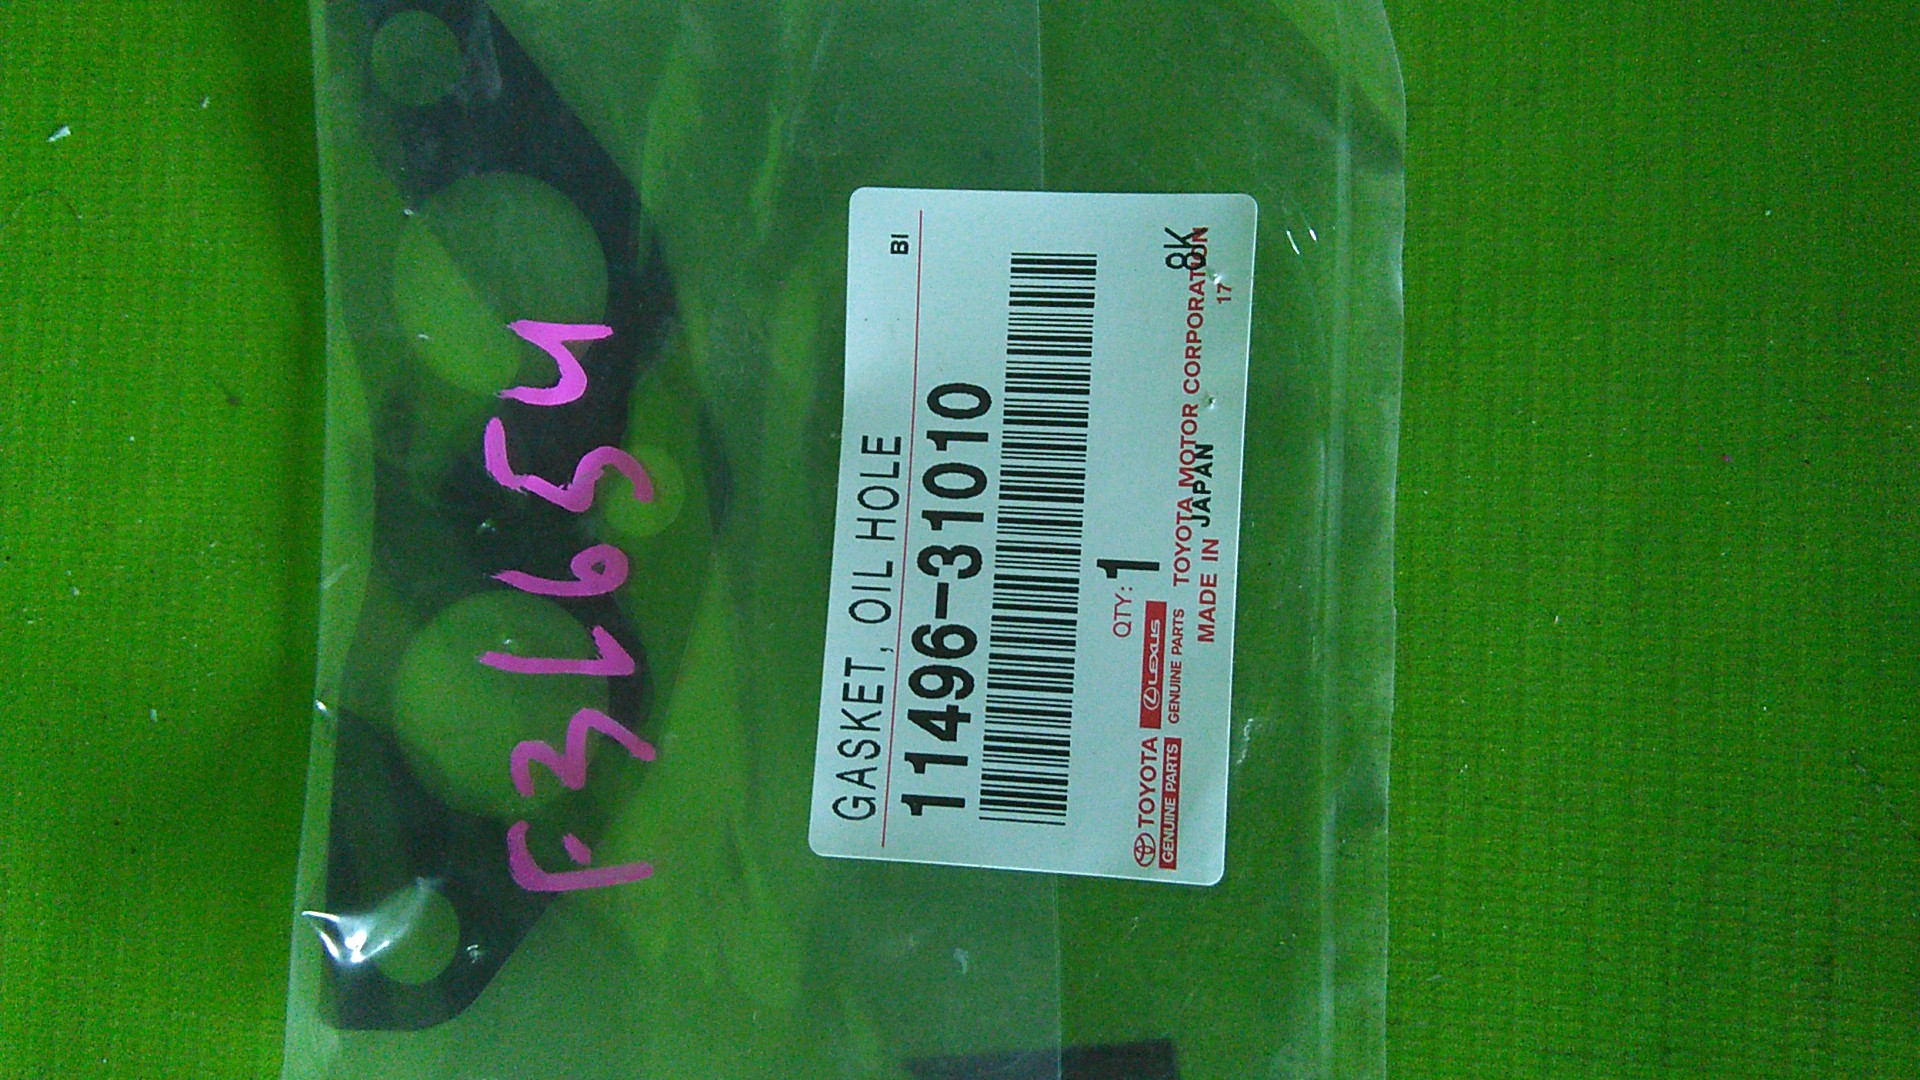 F3L654
GASKET, OIL HOLE BI
11496-31010
QTY: 1
TOYOTA LEXUS
GENUINE PARTS GENUINE PARTS TOYOTA MOTOR CORPORATION 8K
MADE IN JAPAN 17